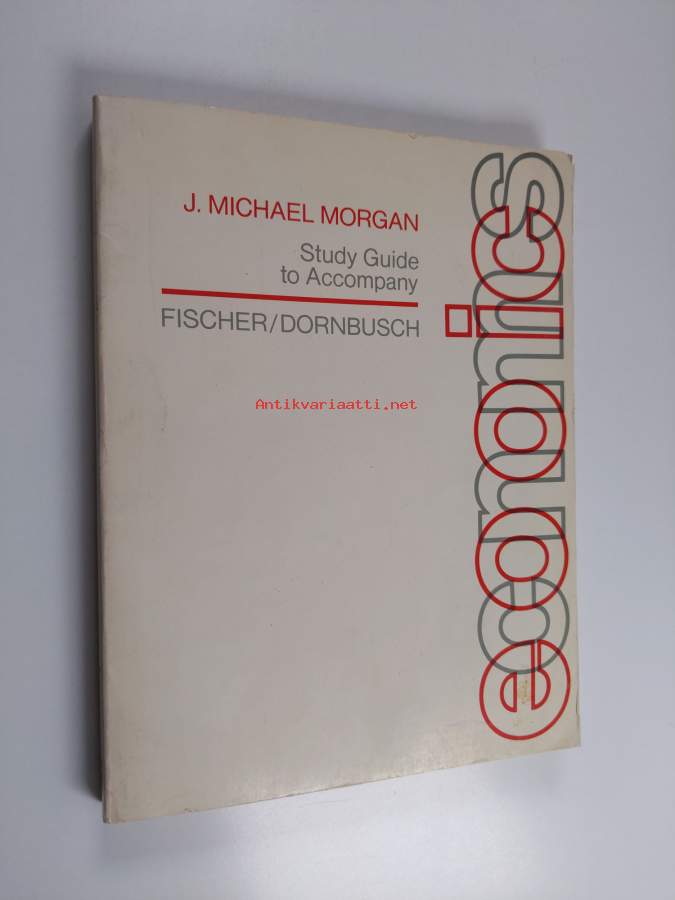 J. MICHAEL MORGAN
Study Guide
to Accompany
FISCHER/DORNBUSCH
Antikvariaatti.net
economics